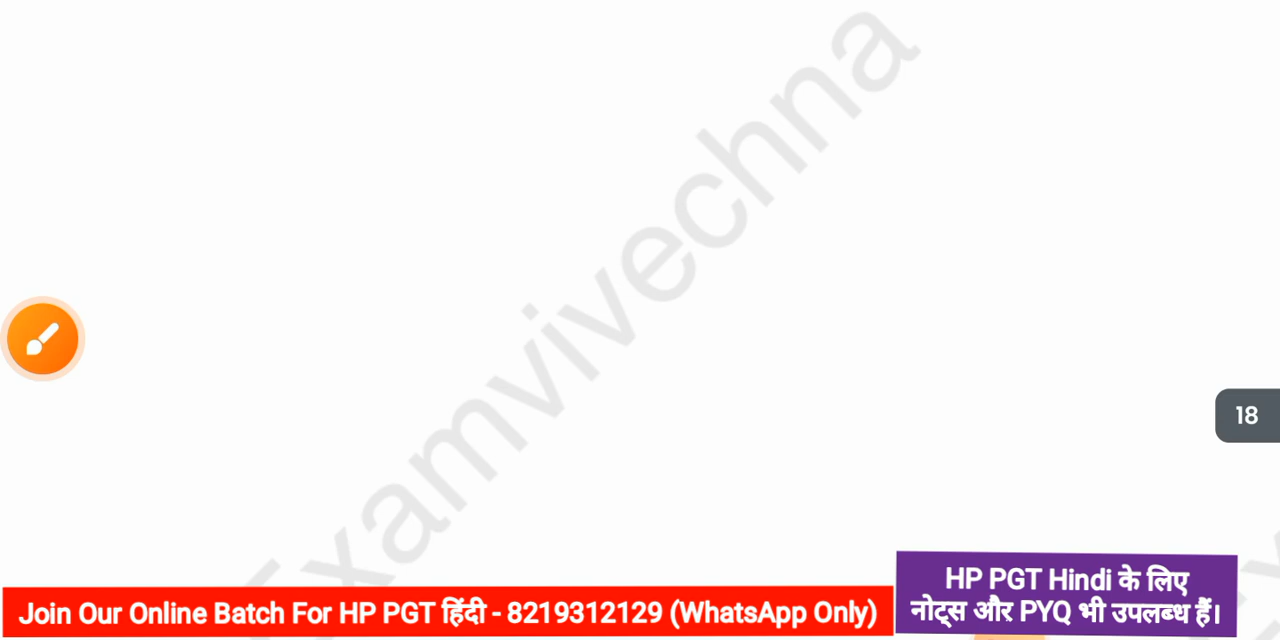 Examvivechna
18
HP PGT Hindi के लिए
नोट्स और PYQ भी उपलब्ध हैं।
Join Our Online Batch For HP PGT हिंदी - 8219312129 (WhatsApp Only)